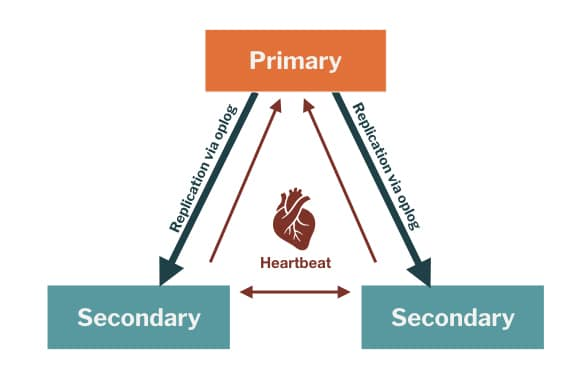 Primary
Replication via oplog
Replication via oplog
Heartbeat
Secondary
Secondary